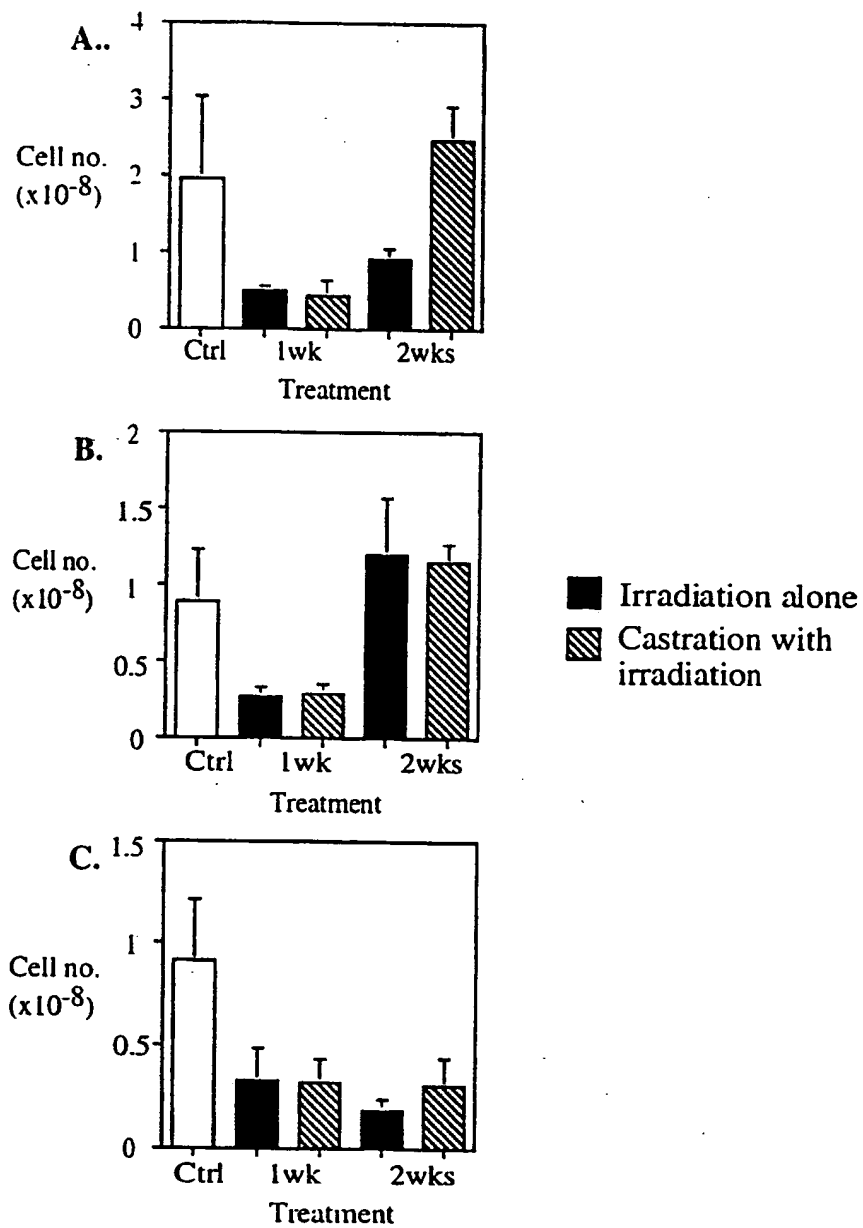 A..
4
3
2
1
0
Cell no.
(x10-8)
Ctrl 1wk 2wks
Treatment
B.
2
1.5
1
0.5
0
Cell no.
(x10-8)
Ctrl 1wk 2wks
Treatment
Irradiation alone
Castration with
irradiation
C.
1.5
1
0.5
0
Cell no.
(x10-8)
Ctrl 1wk 2wks
Treatment